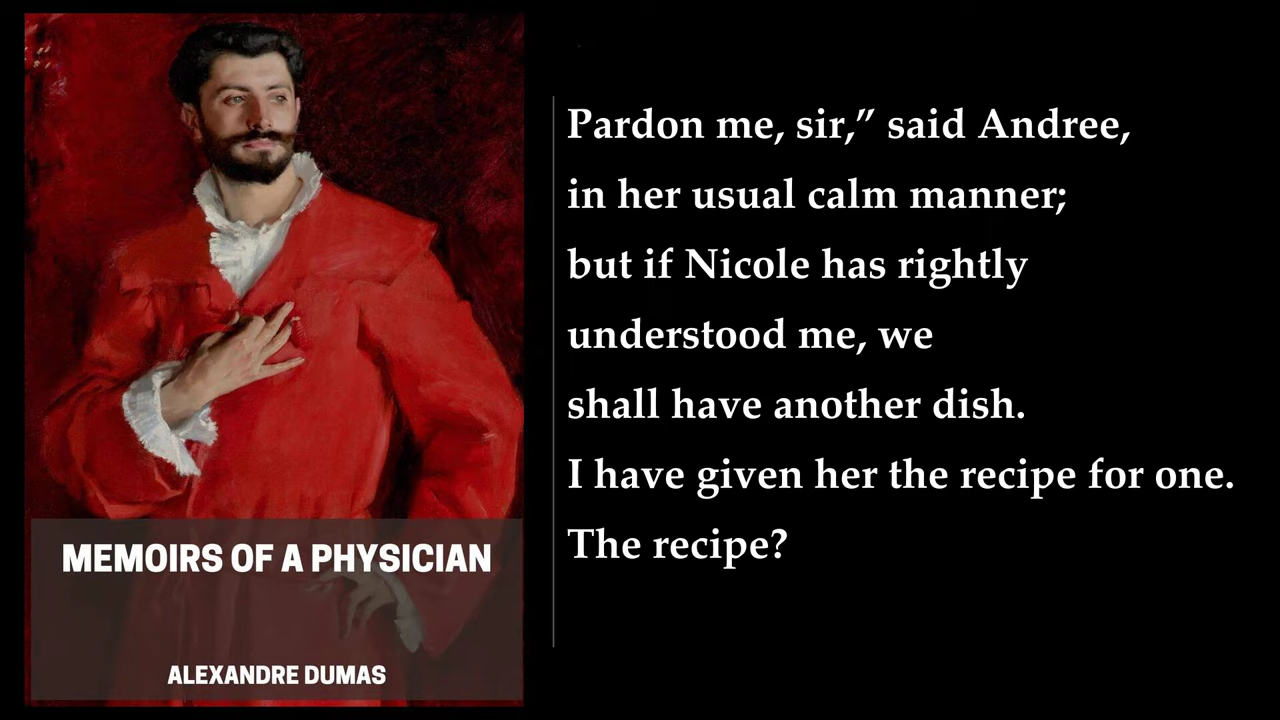 MEMOIRS OF A PHYSICIAN
ALEXANDRE DUMAS
Pardon me, sir,” said Andree,
in her usual calm manner;
but if Nicole has rightly
understood me, we
shall have another dish.
I have given her the recipe for one.
The recipe?